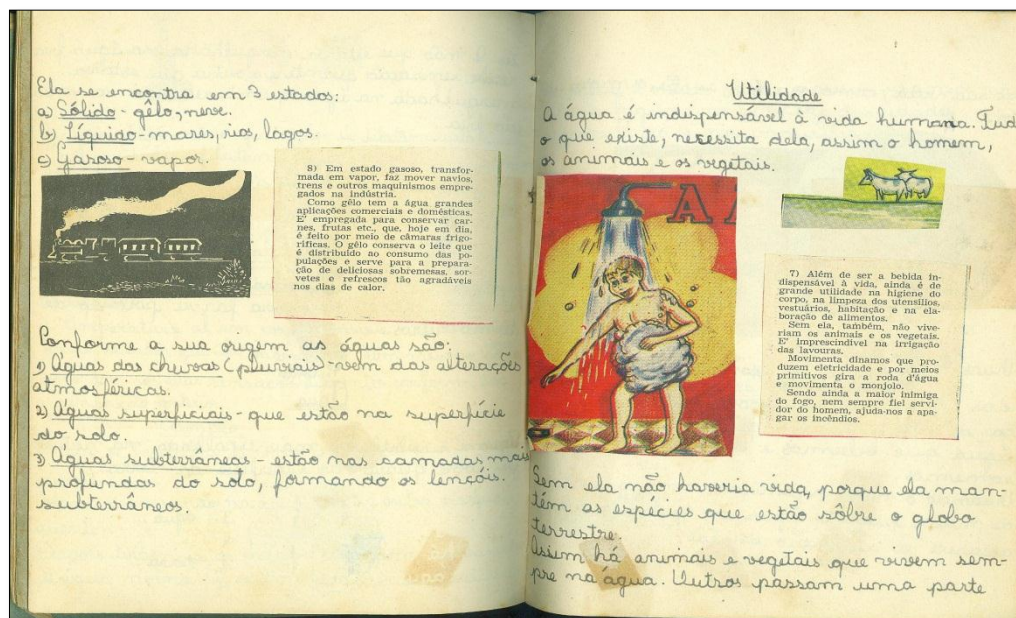 Ela se encontra em 3 estados:
a) Sólido - gêlo, neve.
b) Líquido - mares, rios, lagos.
c) Gasoso - vapor.
8) Em estado gasoso, transfor-
mada em vapor, faz mover navios,
trens e outros maquinismos empre-
gados na indústria.
Como gêlo tem a água grandes
aplicações comerciais e domésticas.
E' empregada para conservar car-
nes, frutas etc., que, hoje em dia,
é feito por meio de câmaras frigo-
ríficas. O gêlo conserva o leite que
é distribuído ao consumo das po-
pulações e serve para a prepara-
ção de deliciosas sobremesas, sor-
vetes e refrescos tão agradáveis
nos dias de calor.
Conforme a sua origem as águas são:
1) Águas das chuvas (pluviais) - vem das alterações
atmosféricas.
2) Águas superficiais - que estão na superfície
do solo.
3) Águas subterrâneas - estão nas camadas mais
profundas do solo, formando os lençóis.
subterrâneos.
Utilidade
A água é indispensável à vida humana. Tud
o que existe, necessita dela, assim o homem,
os animais e os vegetais.
A A
7) Além de ser a bebida in-
dispensável à vida, ainda é de
grande utilidade na higiene do
corpo, na limpeza dos utensílios,
vestuários, habitação e na ela-
boração de alimentos.
Sem ela, também, não vive-
riam os animais e os vegetais.
E' imprescindível na irrigação
das lavouras.
Movimenta dínamos que pro-
duzem eletricidade e por meios
primitivos gira a roda d'água
e movimenta o monjolo.
Sendo ainda a maior inimiga
do fogo, nem sempre fiel servi-
dor do homem, ajuda-nos a apa-
gar os incêndios.
Sem ela não haveria vida, porque ela man-
tém as espécies que estão sôbre o globo
terrestre.
Assim há animais e vegetais que vivem sem-
pre na água. Outros passam uma parte